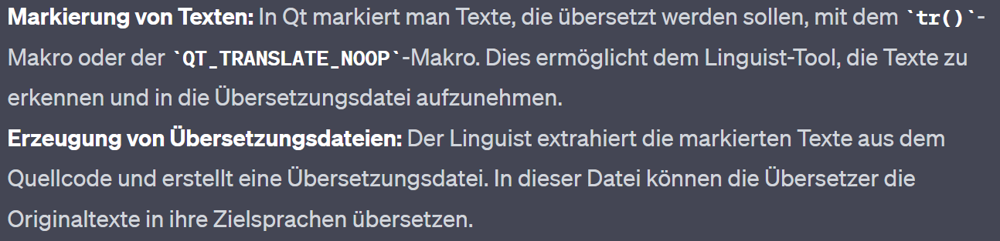 Markierung von Texten: In Qt markiert man Texte, die übersetzt werden sollen, mit dem `tr()`-
Makro oder der `QT_TRANSLATE_NOOP`-Makro. Dies ermöglicht dem Linguist-Tool, die Texte zu
erkennen und in die Übersetzungsdatei aufzunehmen.
Erzeugung von Übersetzungsdateien: Der Linguist extrahiert die markierten Texte aus dem
Quellcode und erstellt eine Übersetzungsdatei. In dieser Datei können die Übersetzer die
Originaltexte in ihre Zielsprachen übersetzen.